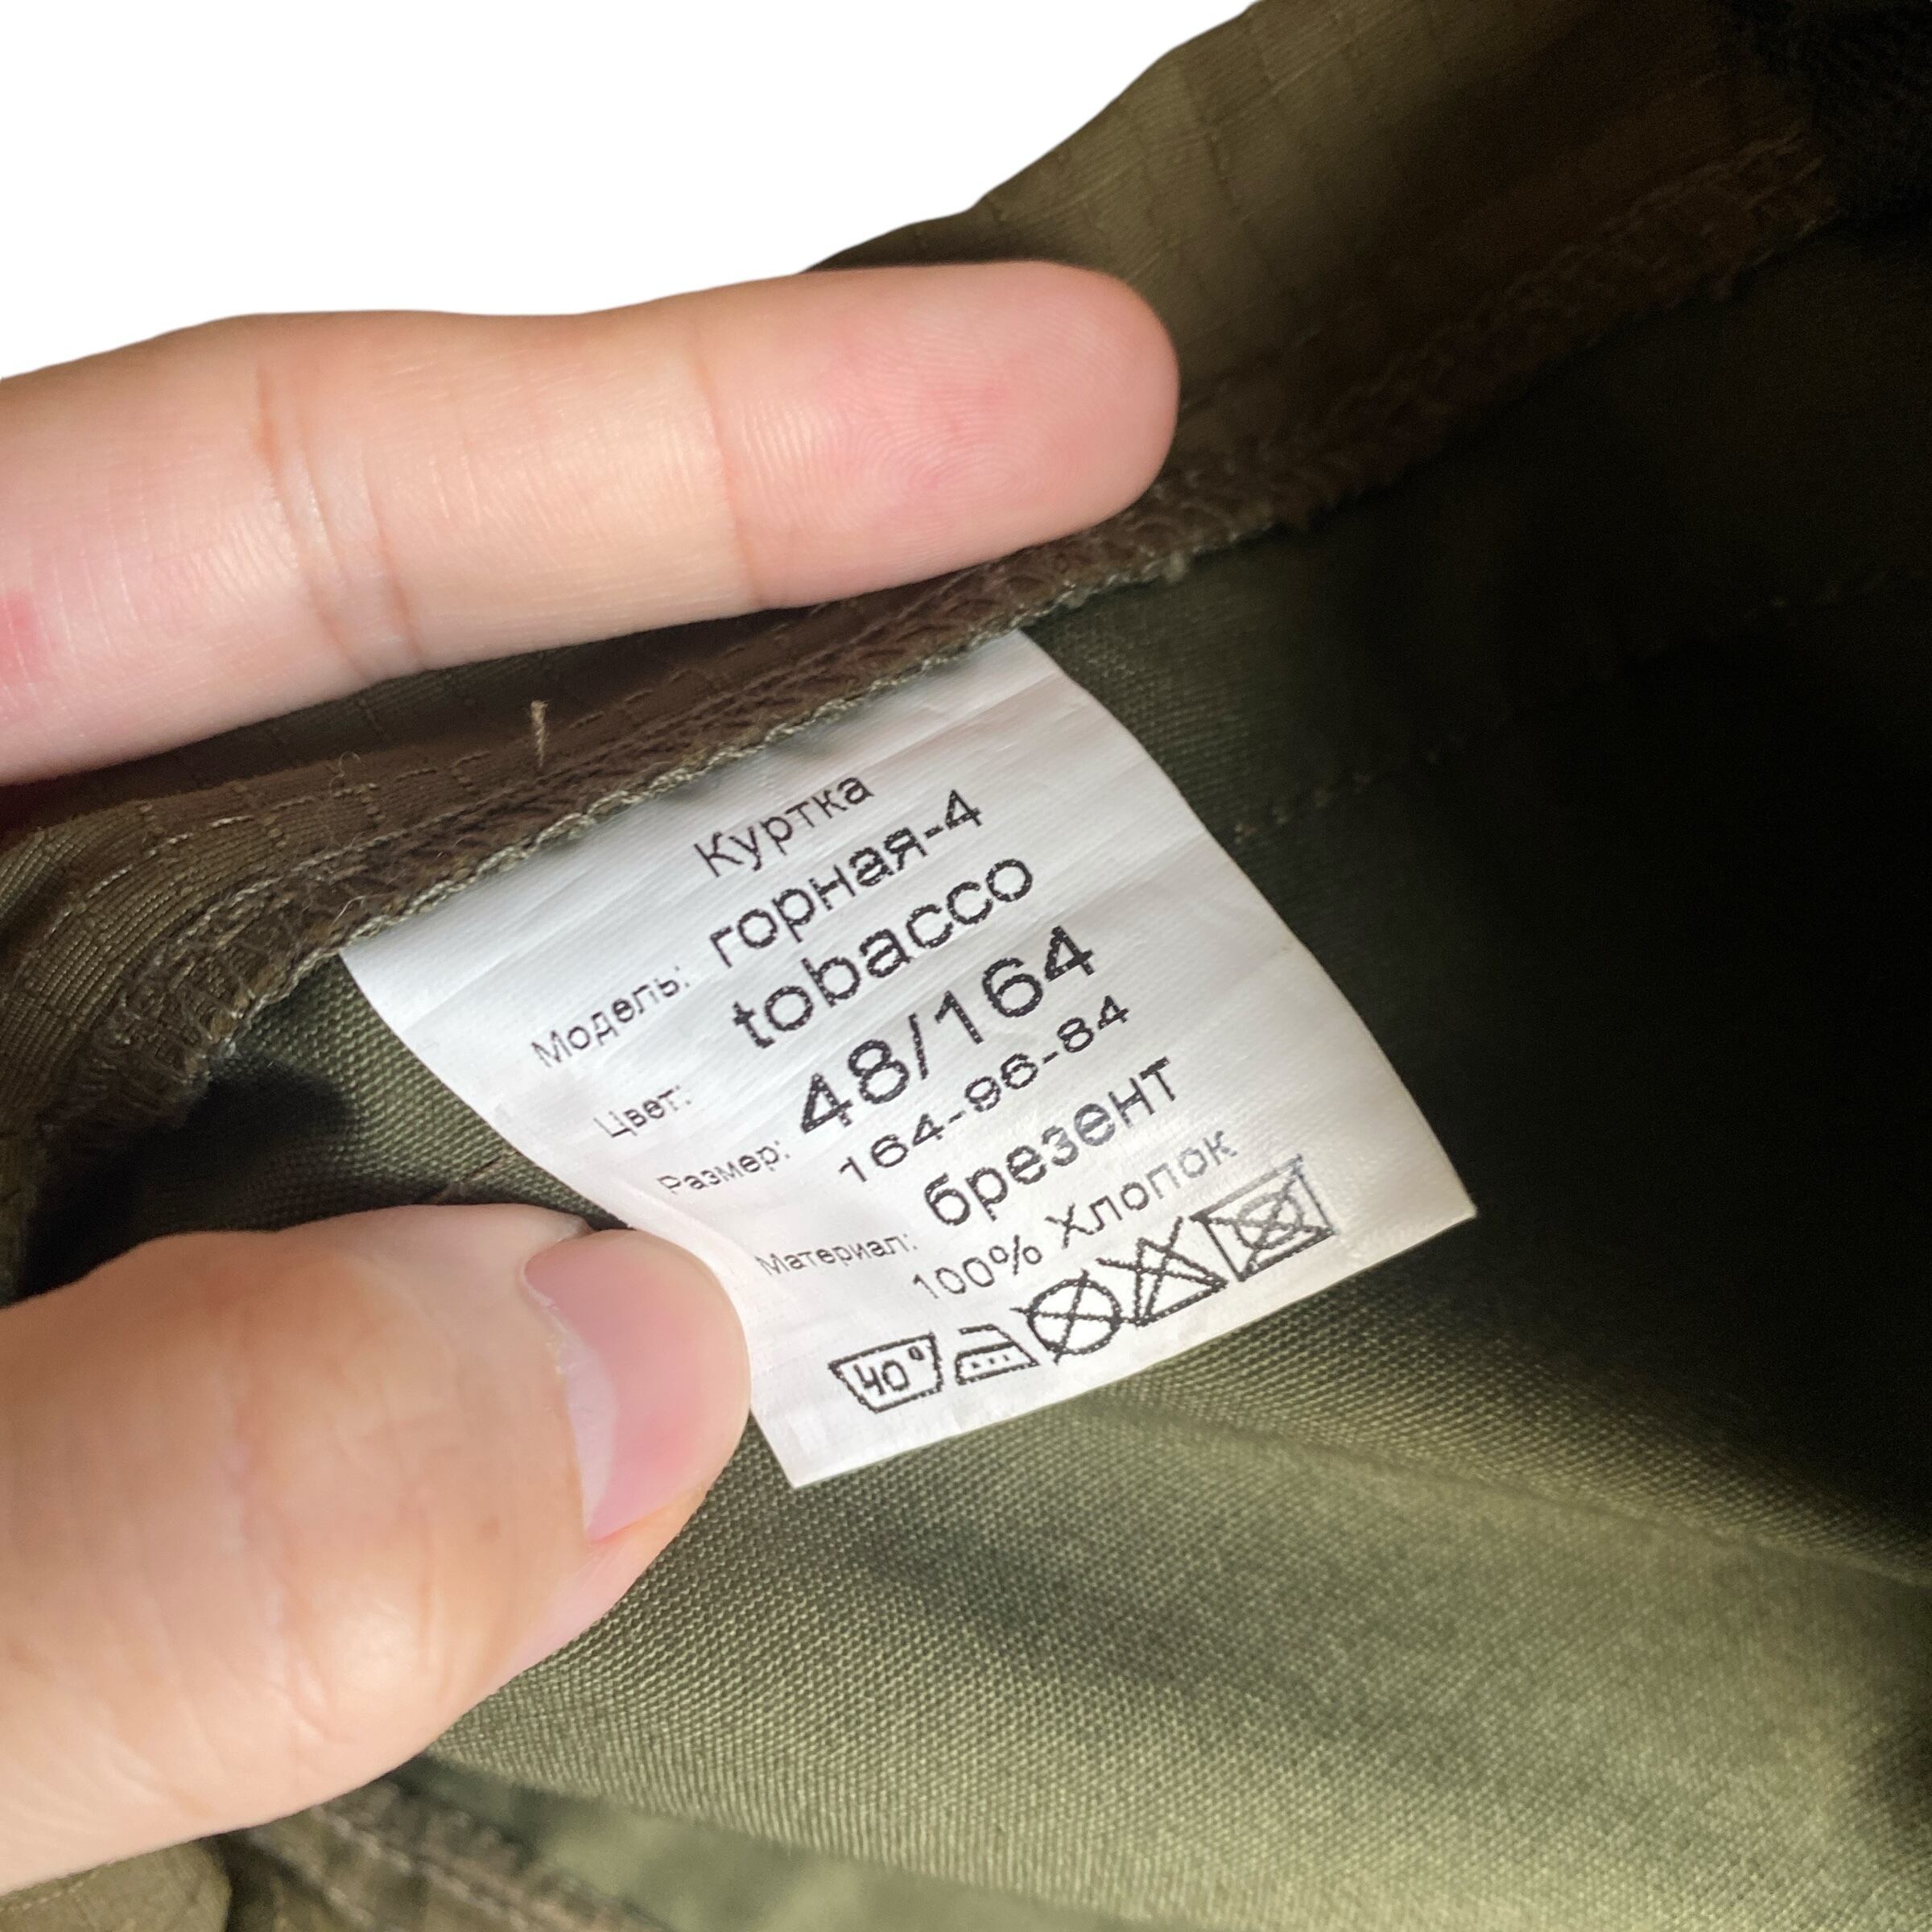 Куртка
Модель: горная-4
Цвет: tobacco
Размер: 48/164
164-96-84
Материал: брезент
100% Хлопок
40°